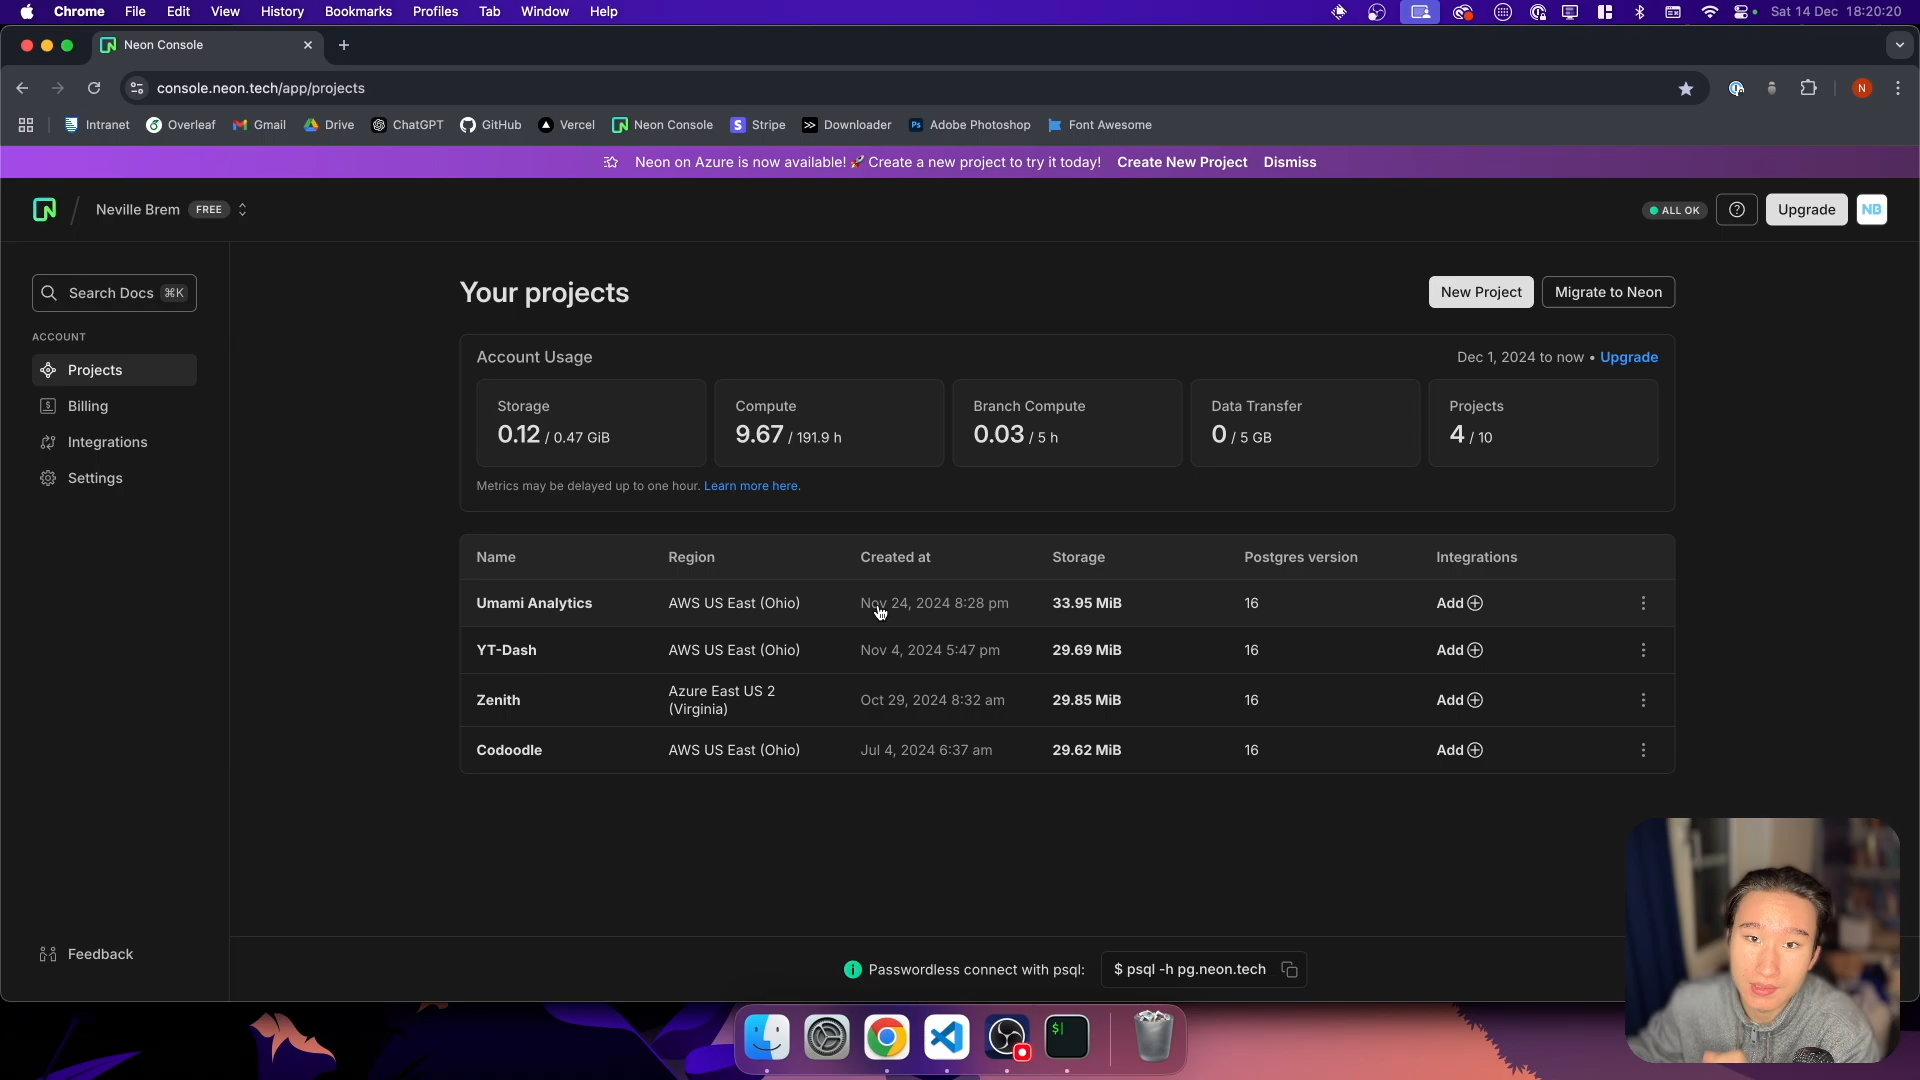 Chrome File Edit View History Bookmarks Profiles Tab Window Help Sat 14 Dec 18:20:20
Neon Console
console.neon.tech/app/projects N
Intranet Overleaf Gmail Drive ChatGPT GitHub Vercel Neon Console Stripe Downloader Adobe Photoshop Font Awesome
Neon on Azure is now available! 🚀 Create a new project to try it today! Create New Project Dismiss
Neville Brem FREE ALL OK Upgrade NB
Search Docs ⌘K
ACCOUNT
Projects
Billing
Integrations
Settings
Feedback
Your projects New Project Migrate to Neon
Account Usage Dec 1, 2024 to now • Upgrade
Storage Compute Branch Compute Data Transfer Projects
0.12 / 0.47 GiB 9.67 / 191.9 h 0.03 / 5 h 0 / 5 GB 4 / 10
Metrics may be delayed up to one hour. Learn more here.
Name Region Created at Storage Postgres version Integrations
Umami Analytics AWS US East (Ohio) Nov 24, 2024 8:28 pm 33.95 MiB 16 Add
YT-Dash AWS US East (Ohio) Nov 4, 2024 5:47 pm 29.69 MiB 16 Add
Zenith Azure East US 2 (Virginia) Oct 29, 2024 8:32 am 29.85 MiB 16 Add
Codoodle AWS US East (Ohio) Jul 4, 2024 6:37 am 29.62 MiB 16 Add
Passwordless connect with psql: $ psql -h pg.neon.tech
$